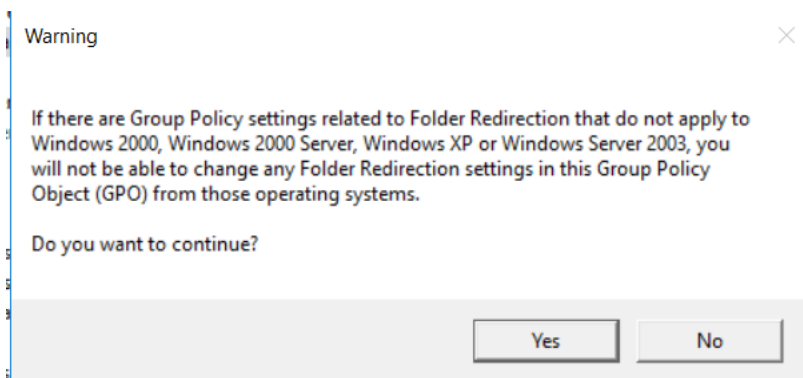 Warning
If there are Group Policy settings related to Folder Redirection that do not apply to
Windows 2000, Windows 2000 Server, Windows XP or Windows Server 2003, you
will not be able to change any Folder Redirection settings in this Group Policy
Object (GPO) from those operating systems.
Do you want to continue?
Yes
No